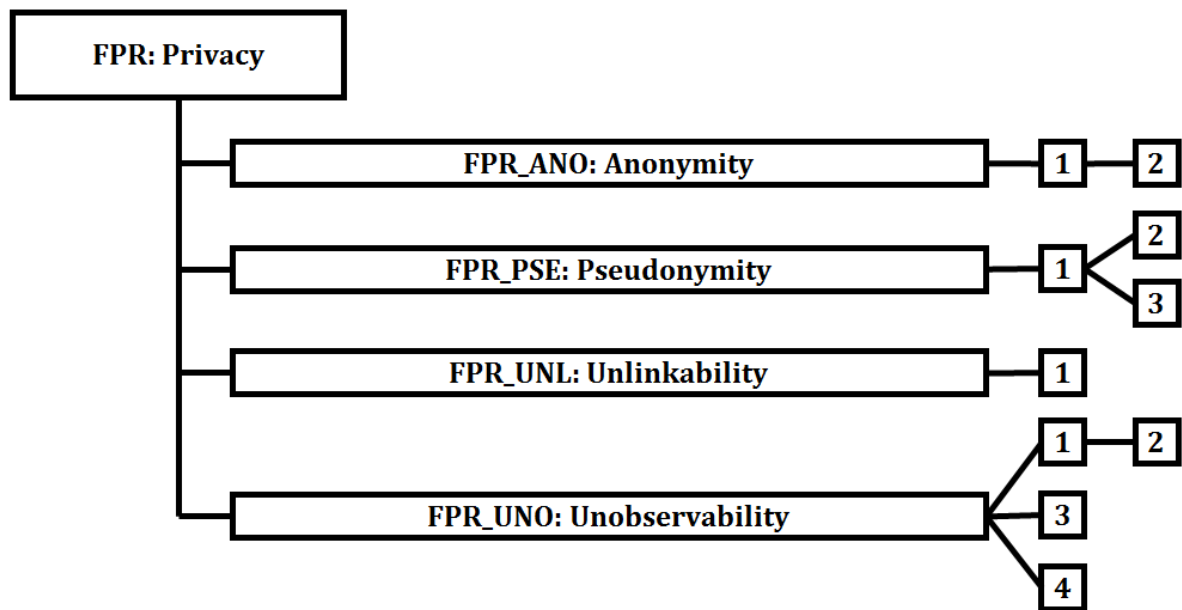 FPR: Privacy
FPR_ANO: Anonymity 1 2
2
FPR_PSE: Pseudonymity 1
3
FPR_UNL: Unlinkability 1
1 2
FPR_UNO: Unobservability 3
4